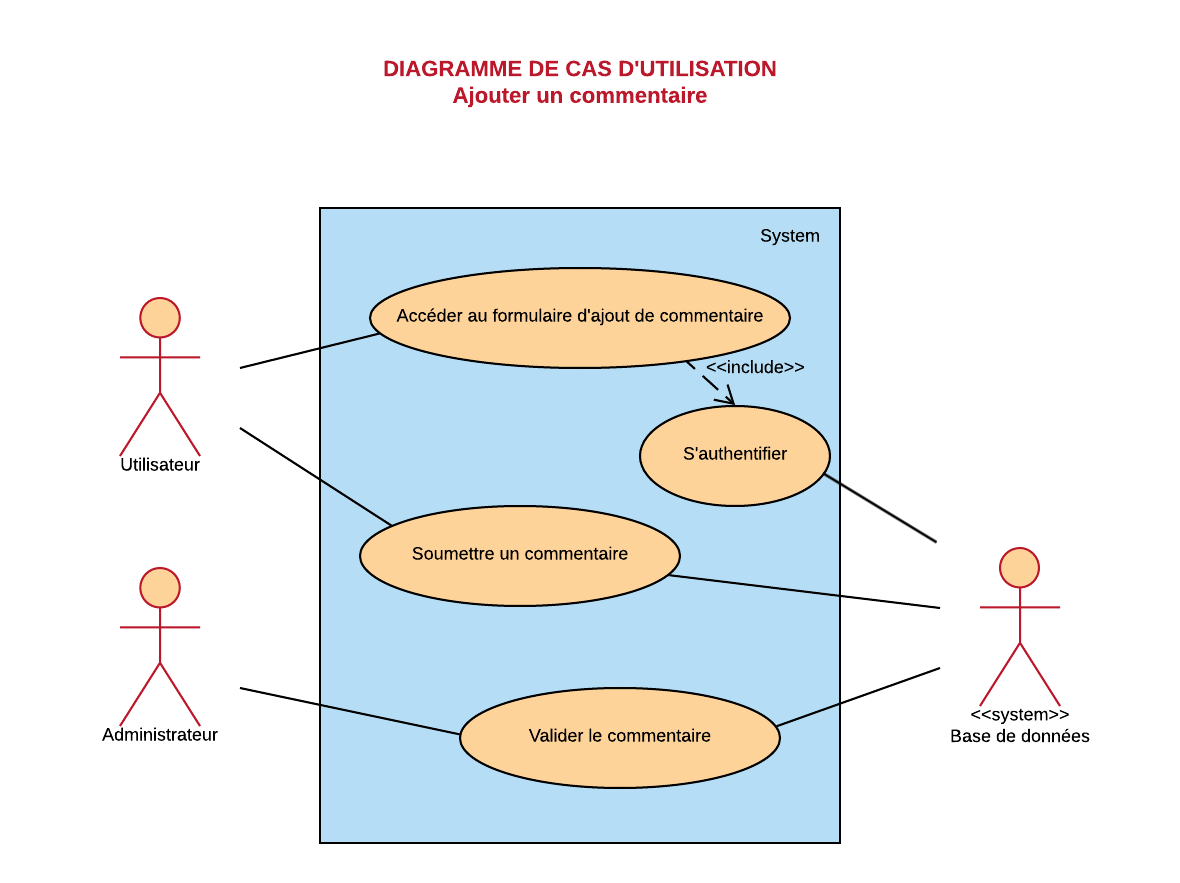 DIAGRAMME DE CAS D'UTILISATION
Ajouter un commentaire
System
Accéder au formulaire d'ajout de commentaire
<<include>>
S'authentifier
Utilisateur
Soumettre un commentaire
<<system>>
Base de données
Administrateur
Valider le commentaire